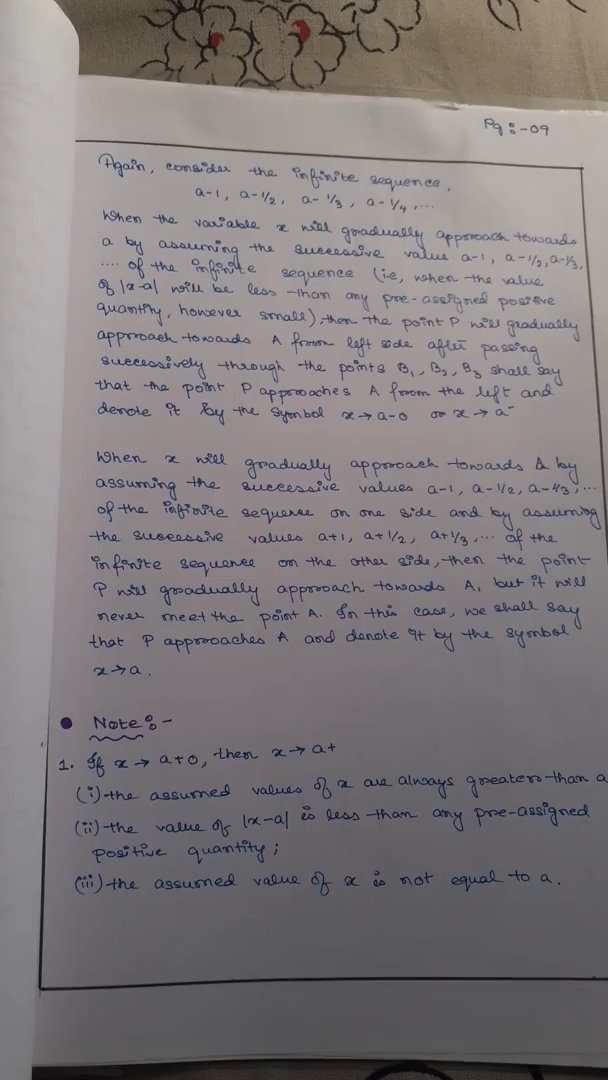 Pg :- 09
Again, consider the infinite sequence,
a-1, a-1/2, a-1/3, a-1/4, ...
When the variable x will gradually approach towards
a by assuming the successive value a-1, a-1/2, a-1/3,
.... of the infinite sequence (i.e, when the value
of |x-a| will be less than any pre-assigned positive
quantity, however small), then the point P will gradually
approach towards A from left side after passing
successively through the points B₁, B₂, B₃ shall say
that the point P approaches A from the left and
denote it by the symbol x→a-0 or x→a⁻
When x will gradually approach towards A by
assuming the successive values a-1, a-1/2, a-1/3, ...
of the infinite sequence on one side and by assuming
the successive values a+1, a+1/2, a+1/3, ... of the
infinite sequence on the other side, then the point
P will gradually approach towards A, but it will
never meet the point A. In this case, we shall say
that P approaches A and denote it by the symbol
x→a.
• Note :-
1. If x→a+0, then x→a+
(i) the assumed values of x are always greater than a
(ii) the value of |x-a| is less than any pre-assigned
positive quantity;
(iii) the assumed value of x is not equal to a.